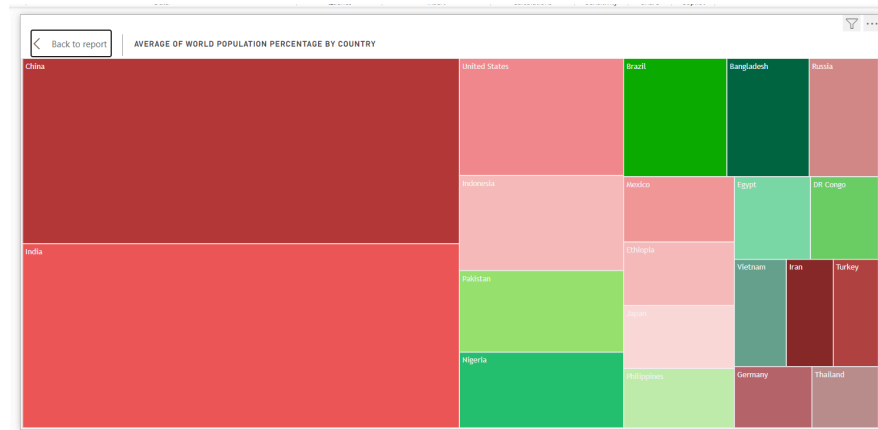 Back to report
AVERAGE OF WORLD POPULATION PERCENTAGE BY COUNTRY
China
United States
Brazil
Bangladesh
Russia
Indonesia
Mexico
Egypt
DR Congo
India
Ethiopia
Vietnam
Iran
Turkey
Pakistan
Japan
Nigeria
Philippines
Germany
Thailand